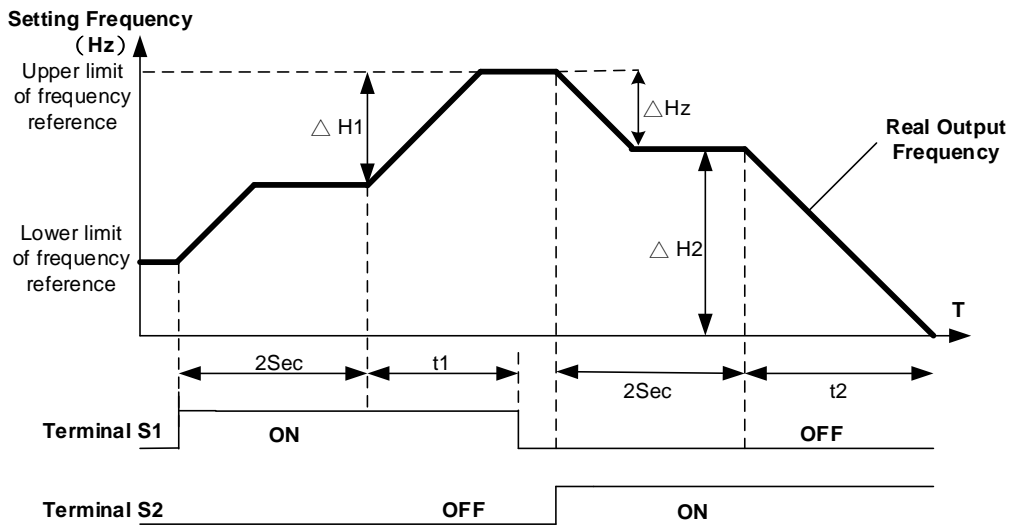 Setting Frequency
（Hz）
Upper limit
of frequency
reference
△ H1
△Hz
Real Output
Frequency
Lower limit
of frequency
reference
△ H2
T
2Sec
t1
2Sec
t2
Terminal S1
ON
OFF
Terminal S2
OFF
ON